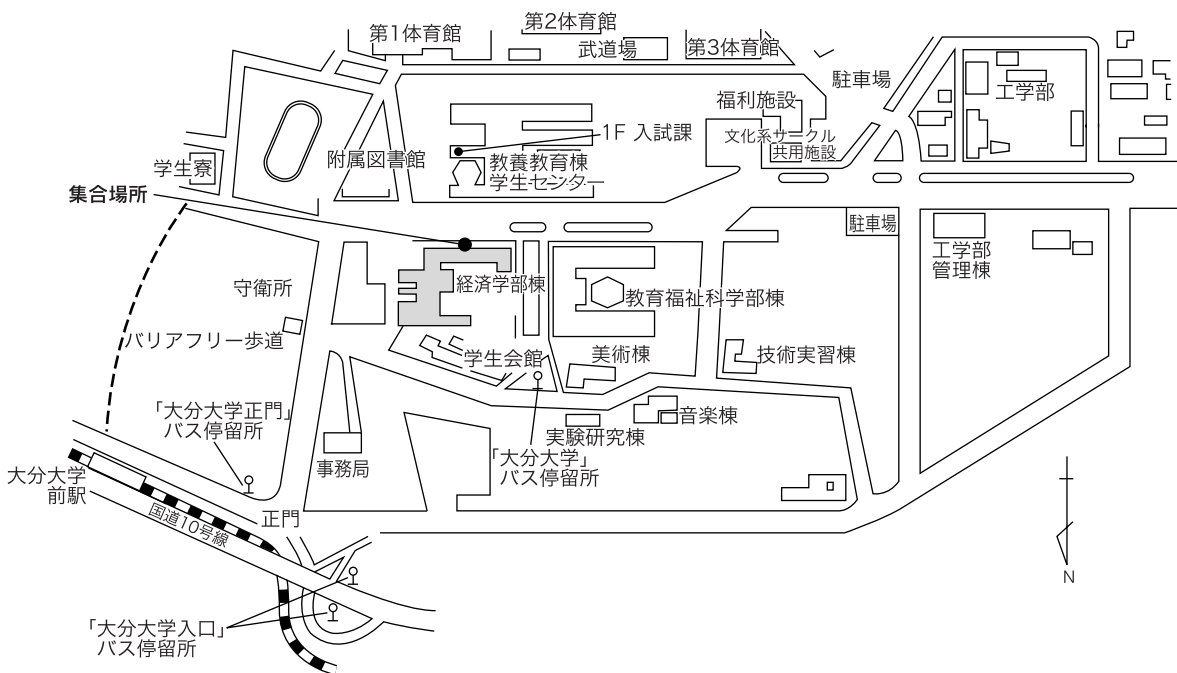 第1体育館
第2体育館
武道場
第3体育館
駐車場
工学部
福利施設
文化系サークル
共用施設
1F 入試課
教養教育棟
学生センター
附属図書館
学生寮
集合場所
駐車場
工学部
管理棟
守衛所
経済学部棟
教育福祉科学部棟
バリアフリー歩道
学生会館
美術棟
技術実習棟
「大分大学正門」
バス停留所
音楽棟
実験研究棟
「大分大学」
バス停留所
事務局
大分大学
前駅
国道10号線
正門
N
「大分大学入口」
バス停留所